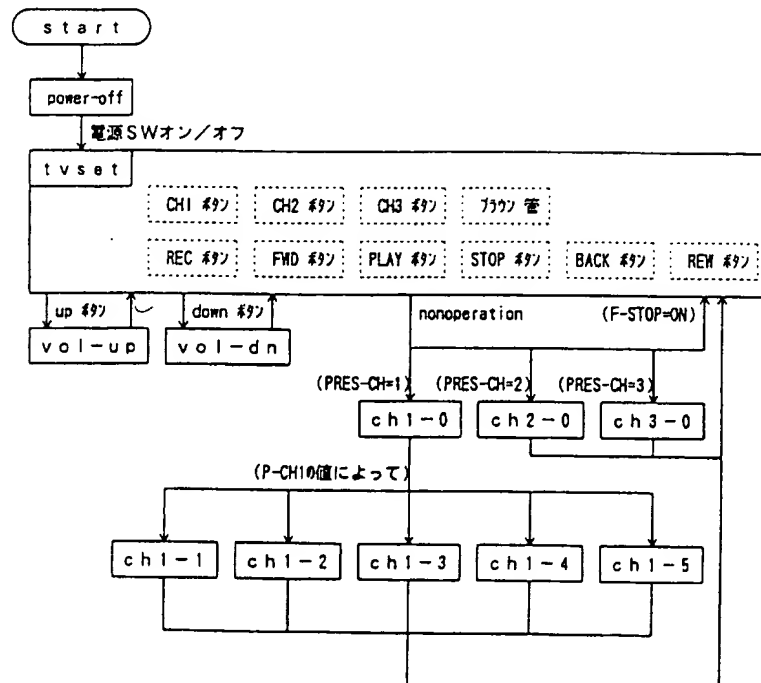 start
power-off
電源SWオン/オフ
tvset
CH1 ボタン CH2 ボタン CH3 ボタン ブラウン 管
REC ボタン FWD ボタン PLAY ボタン STOP ボタン BACK ボタン REW ボタン
up ボタン down ボタン nonoperation (F-STOP=ON)
vol-up vol-dn
(PRES-CH=1) (PRES-CH=2) (PRES-CH=3)
ch1-0 ch2-0 ch3-0
(P-CH1の値によって)
ch1-1 ch1-2 ch1-3 ch1-4 ch1-5